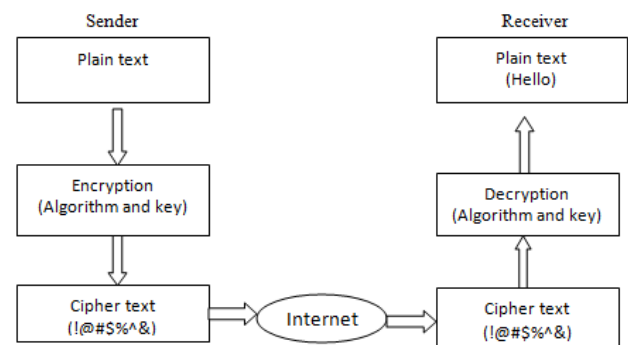 Sender
Plain text
Encryption
(Algorithm and key)
Cipher text
(!@#$%^&)
Internet
Receiver
Plain text
(Hello)
Decryption
(Algorithm and key)
Cipher text
(!@#$%^&)